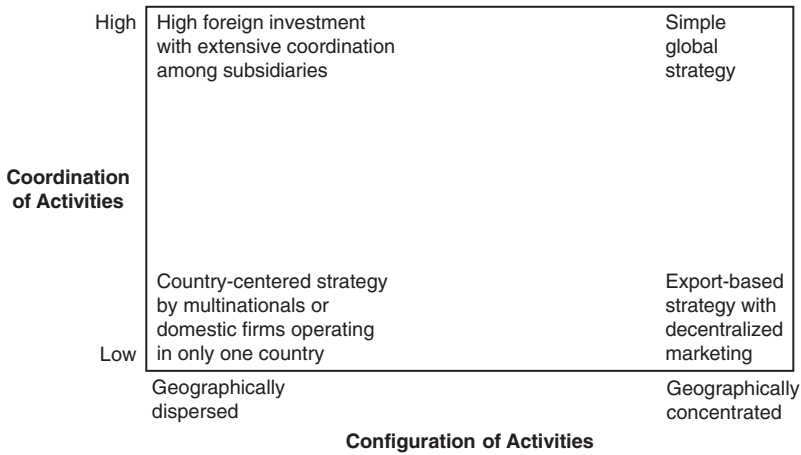 High
High foreign investment
with extensive coordination
among subsidiaries
Simple
global
strategy
Coordination
of Activities
Country-centered strategy
by multinationals or
domestic firms operating
in only one country
Export-based
strategy with
decentralized
marketing
Low
Geographically
dispersed
Geographically
concentrated
Configuration of Activities